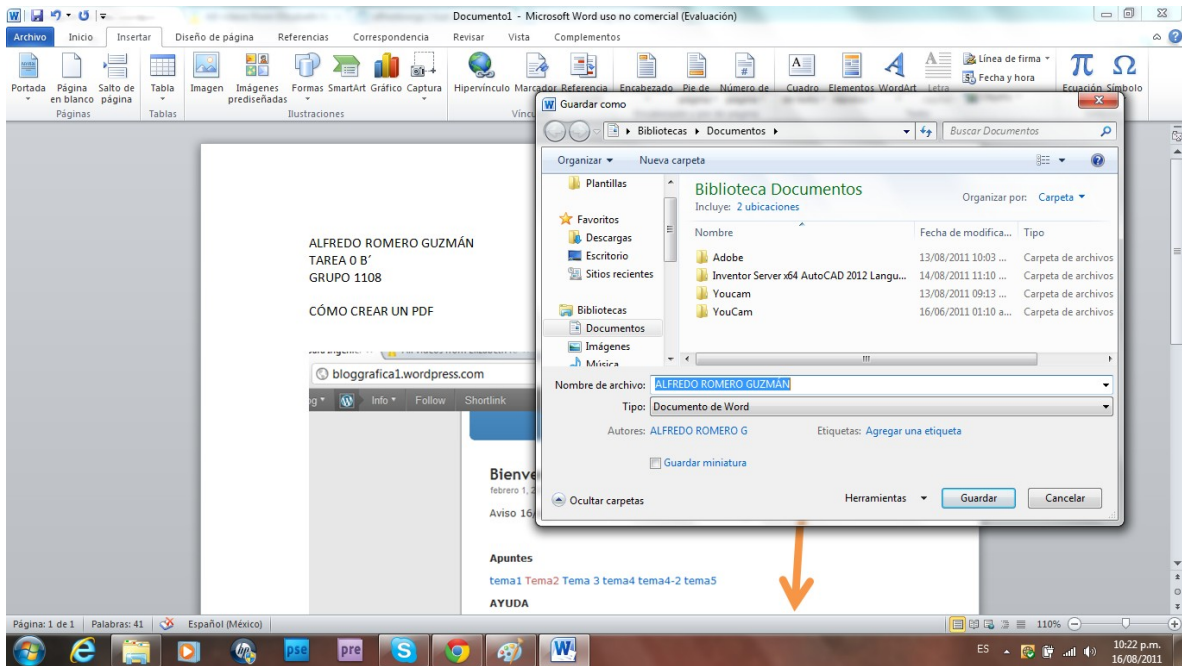 Documento1 - Microsoft Word uso no comercial (Evaluación)
Archivo Inicio Insertar Diseño de página Referencias Correspondencia Revisar Vista Complementos
Portada Página en blanco Salto de página Tabla Imagen Imágenes prediseñadas Formas SmartArt Gráfico Captura Hipervínculo Marcador Referencia Encabezado Pie de Número de Cuadro Elementos WordArt Letra Línea de firma Fecha y hora Ecuación Símbolo
Páginas Tablas Ilustraciones
Guardar como
Bibliotecas Documentos Buscar Documentos
Organizar Nueva carpeta
Plantillas
Favoritos
Descargas
Escritorio
Sitios recientes
Bibliotecas
Documentos
Imágenes
Música
Biblioteca Documentos
Incluye: 2 ubicaciones
Organizar por: Carpeta
Nombre Fecha de modifica... Tipo
Adobe 13/08/2011 10:03 ... Carpeta de archivos
Inventor Server x64 AutoCAD 2012 Langu... 14/08/2011 11:10 ... Carpeta de archivos
Youcam 13/08/2011 09:13 ... Carpeta de archivos
YouCam 16/06/2011 01:10 a... Carpeta de archivos
Nombre de archivo: ALFREDO ROMERO GUZMÁN
Tipo: Documento de Word
Autores: ALFREDO ROMERO G Etiquetas: Agregar una etiqueta
Guardar miniatura
Ocultar carpetas Herramientas Guardar Cancelar
ALFREDO ROMERO GUZMÁN
TAREA 0 B´
GRUPO 1108
CÓMO CREAR UN PDF
bloggrafica1.wordpress.com
Info Follow Shortlink
Bienve
febrero 1, 2
Aviso 16/
Apuntes
tema1 Tema2 Tema 3 tema4 tema4-2 tema5
AYUDA
Página: 1 de 1 Palabras: 41 Español (México) 110%
pse pre ES 10:22 p.m.
16/08/2011